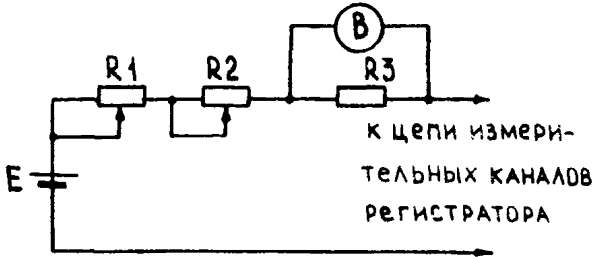 B
R1 R2 R3
E
к цепи измери-
тельных каналов
регистратора